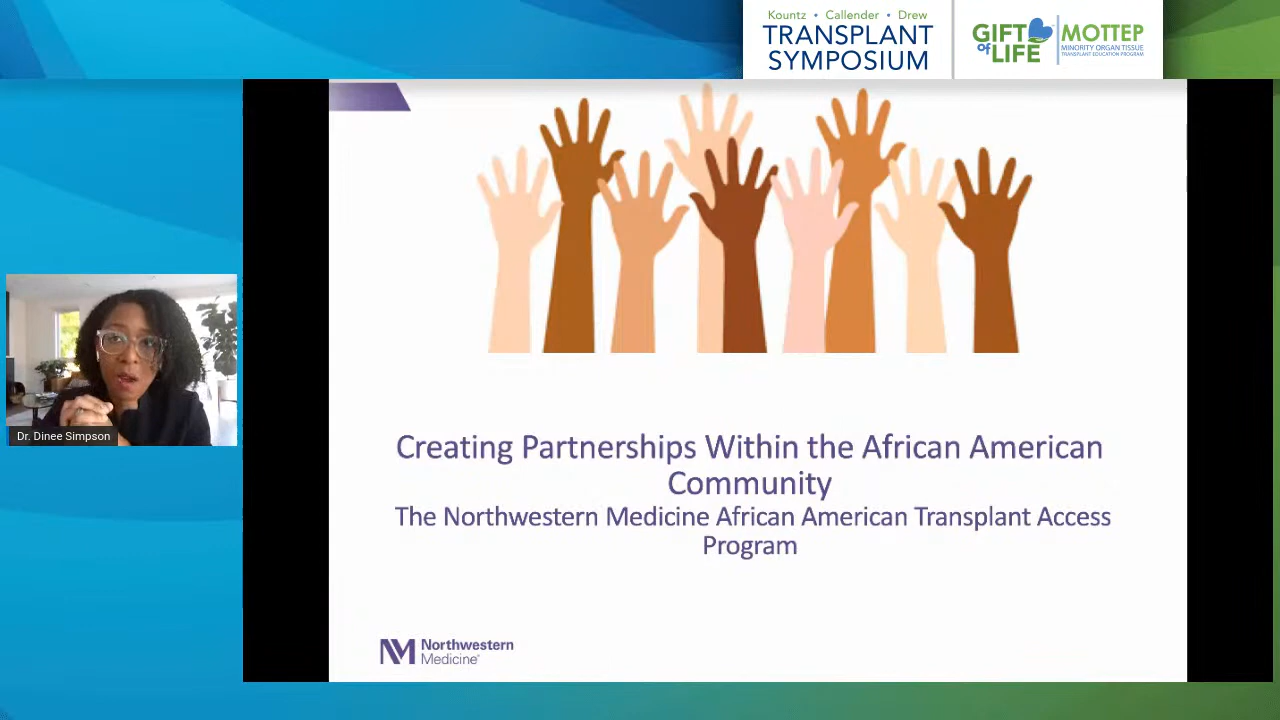 Kountz • Callender • Drew
TRANSPLANT
SYMPOSIUM
GIFT
of
LIFE
MOTTEP
MINORITY ORGAN TISSUE
TRANSPLANT EDUCATION PROGRAM
Dr. Dinee Simpson
Creating Partnerships Within the African American
Community
The Northwestern Medicine African American Transplant Access
Program
NM Northwestern
Medicine®